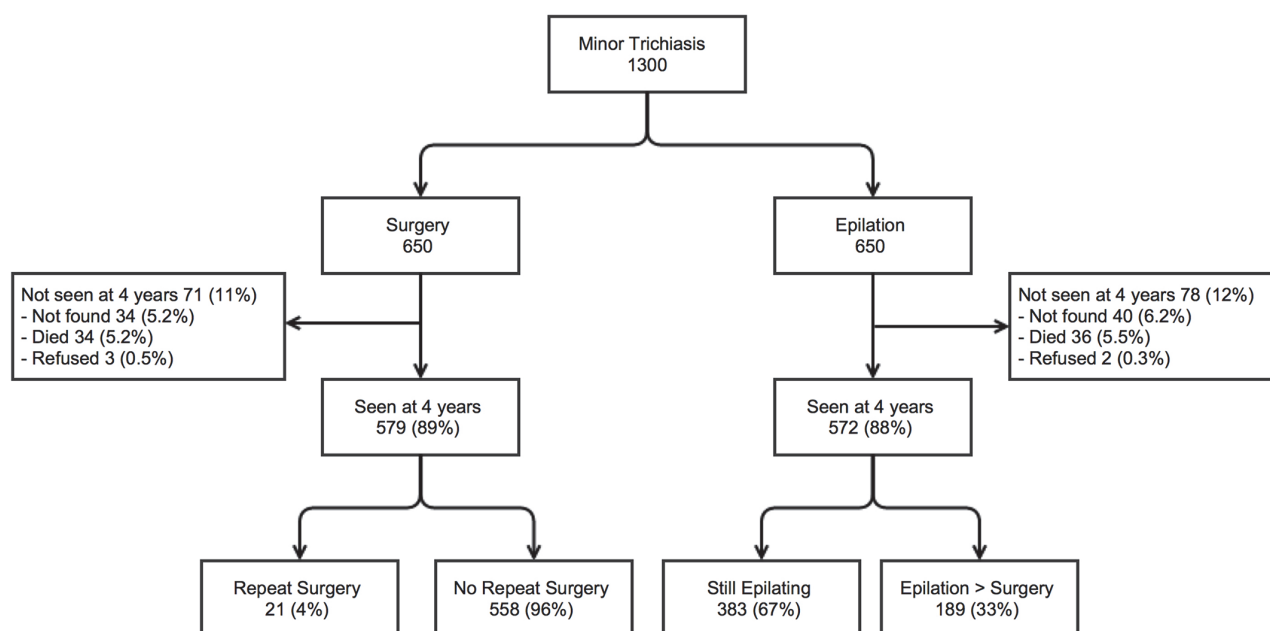 Minor Trichiasis
1300
Surgery
650
Epilation
650
Not seen at 4 years 71 (11%)
- Not found 34 (5.2%)
- Died 34 (5.2%)
- Refused 3 (0.5%)
Not seen at 4 years 78 (12%)
- Not found 40 (6.2%)
- Died 36 (5.5%)
- Refused 2 (0.3%)
Seen at 4 years
579 (89%)
Seen at 4 years
572 (88%)
Repeat Surgery
21 (4%)
No Repeat Surgery
558 (96%)
Still Epilating
383 (67%)
Epilation > Surgery
189 (33%)